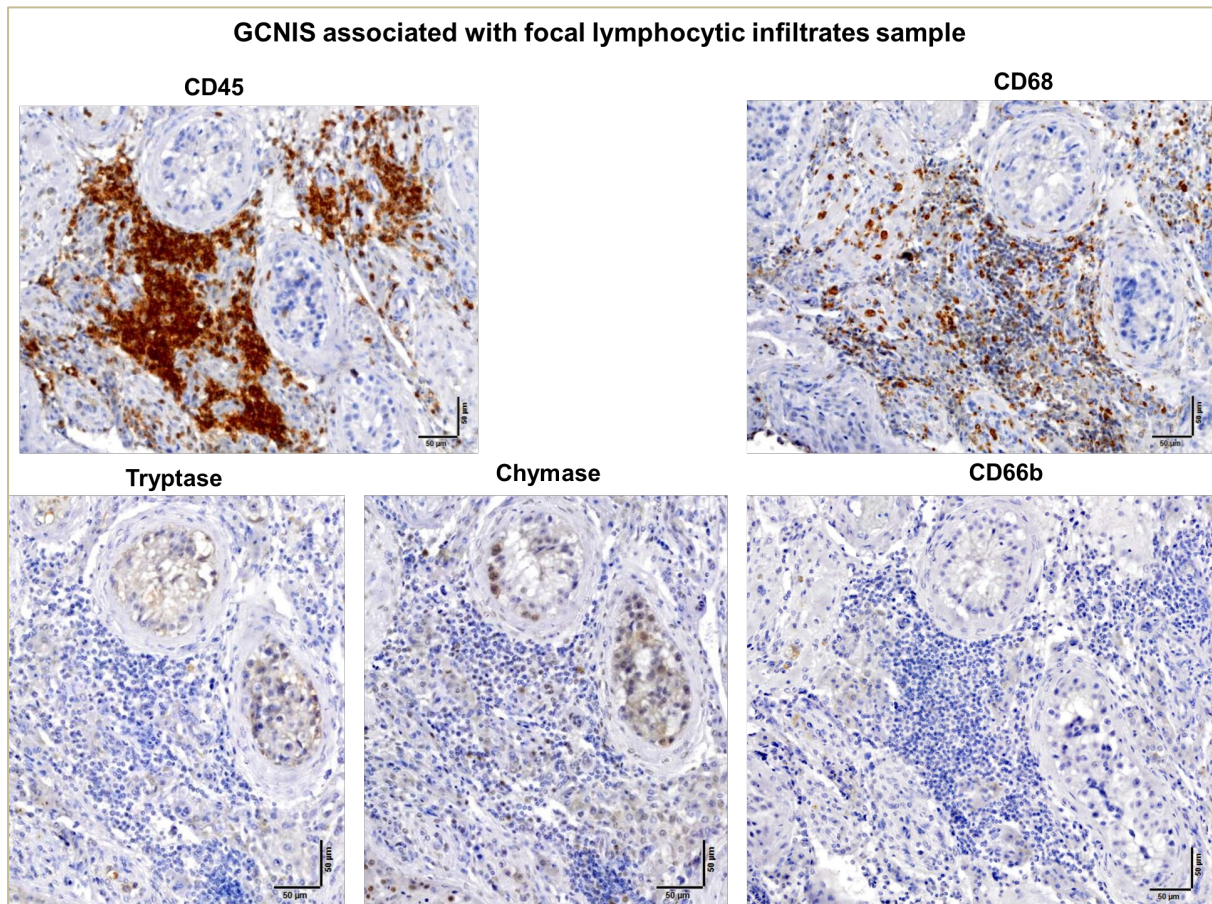 GCNIS associated with focal lymphocytic infiltrates sample
CD45
CD68
50 µm
50 µm
50 µm
50 µm
Tryptase
Chymase
CD66b
50 µm
50 µm
50 µm
50 µm
50 µm
50 µm